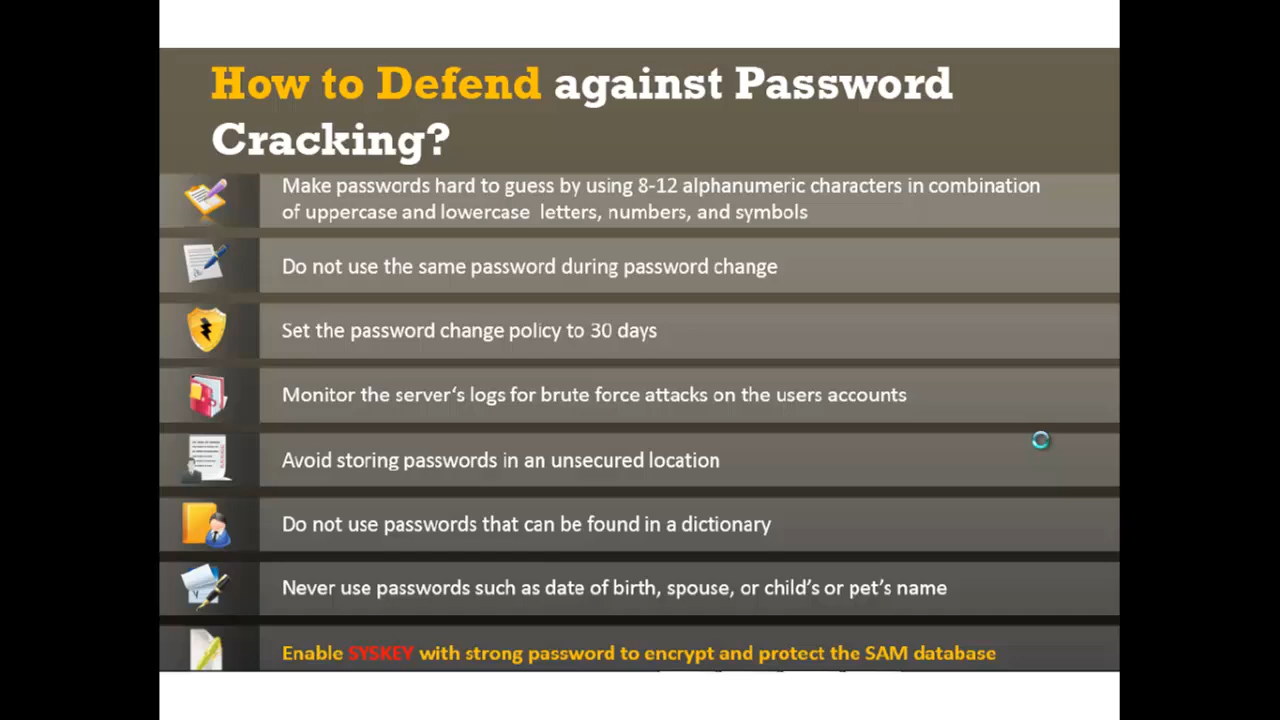 How to Defend against Password
Cracking?
Make passwords hard to guess by using 8-12 alphanumeric characters in combination
of uppercase and lowercase letters, numbers, and symbols
Do not use the same password during password change
Set the password change policy to 30 days
Monitor the server‘s logs for brute force attacks on the users accounts
Avoid storing passwords in an unsecured location
Do not use passwords that can be found in a dictionary
Never use passwords such as date of birth, spouse, or child’s or pet’s name
Enable SYSKEY with strong password to encrypt and protect the SAM database